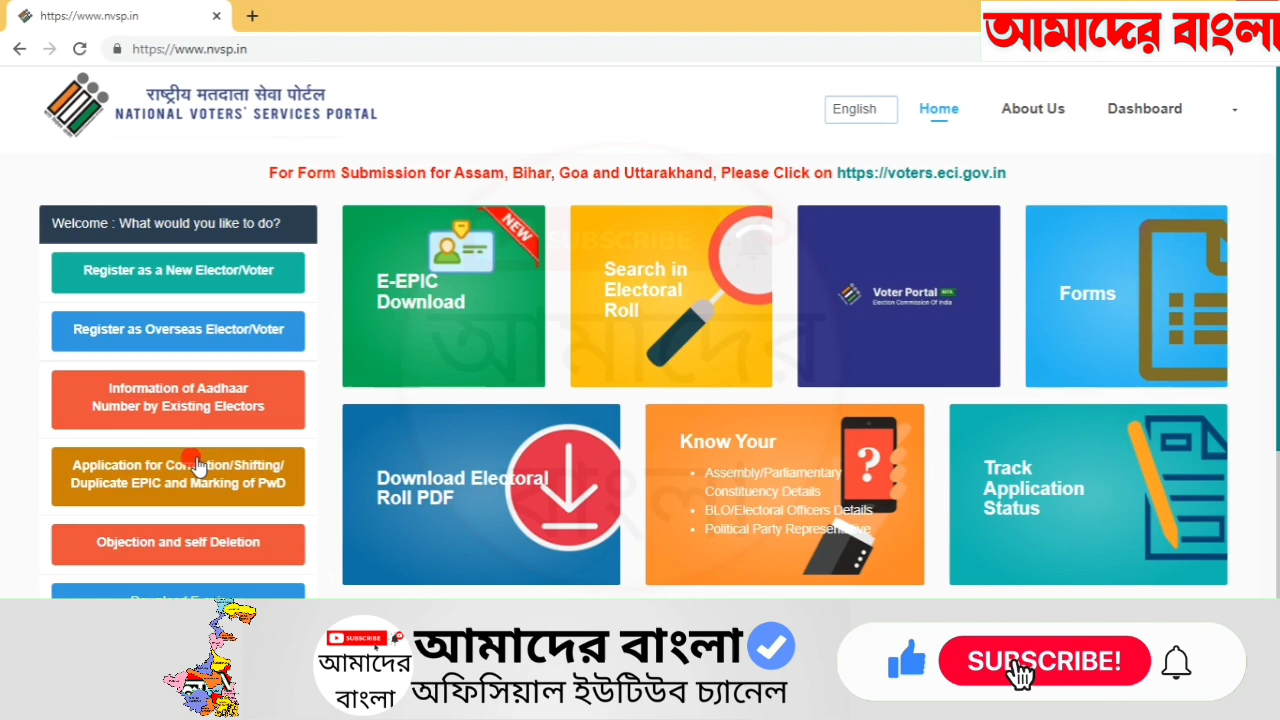 https://www.nvsp.in
https://www.nvsp.in
আমাদের বাংলা
राष्ट्रीय मतदाता सेवा पोर्टल
NATIONAL VOTERS' SERVICES PORTAL
English
Home
About Us
Dashboard
For Form Submission for Assam, Bihar, Goa and Uttarakhand, Please Click on https://voters.eci.gov.in
Welcome : What would you like to do?
Register as a New Elector/Voter
Register as Overseas Elector/Voter
Information of Aadhaar
Number by Existing Electors
Application for Correction/Shifting/
Duplicate EPIC and Marking of PwD
Objection and self Deletion
E-EPIC
Download
NEW
Search in
Electoral
Roll
Voter Portal BETA
Election Commission Of India
Forms
Download Electoral
Roll PDF
Know Your
Assembly/Parliamentary
Constituency Details
BLO/Electoral Officers Details
Political Party Representative
?
Track
Application
Status
SUBSCRIBE
আমাদের
বাংলা
SUBSCRIBE
আমাদের
বাংলা
আমাদের বাংলা
অফিসিয়াল ইউটিউব চ্যানেল
SUBSCRIBE!